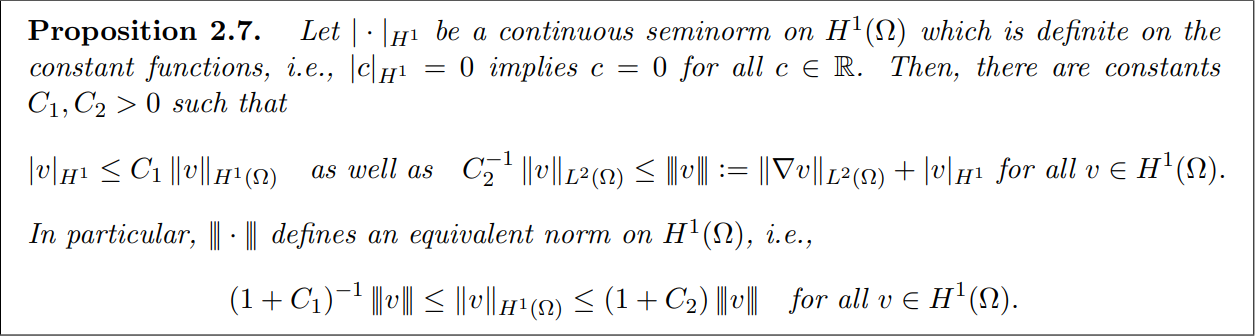 Proposition 2.7. Let | · |_{H^1} be a continuous seminorm on H^1(Ω) which is definite on the
constant functions, i.e., |c|_{H^1} = 0 implies c = 0 for all c ∈ ℝ. Then, there are constants
C_1, C_2 > 0 such that
|v|_{H^1} ≤ C_1 ‖v‖_{H^1(Ω)} as well as C_2^{-1} ‖v‖_{L^2(Ω)} ≤ |||v||| := ‖∇v‖_{L^2(Ω)} + |v|_{H^1} for all v ∈ H^1(Ω).
In particular, ||| · ||| defines an equivalent norm on H^1(Ω), i.e.,
(1 + C_1)^{-1} |||v||| ≤ ‖v‖_{H^1(Ω)} ≤ (1 + C_2) |||v||| for all v ∈ H^1(Ω).